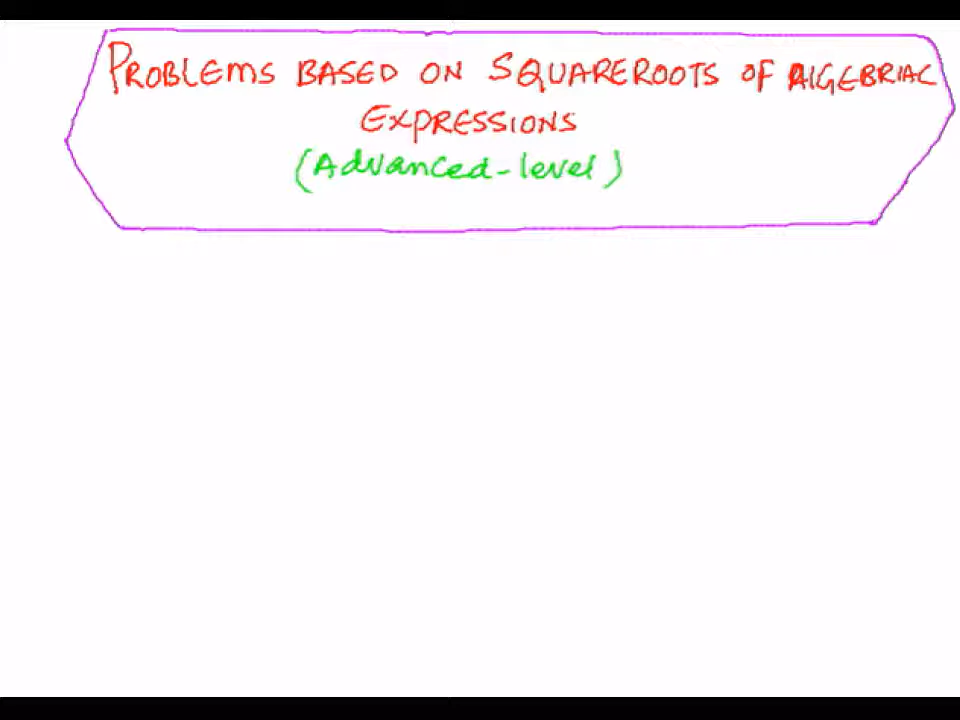 PROBLEMS BASED ON SQUAREROOTS OF ALGEBRIAC
EXPRESSIONS
(Advanced-level)